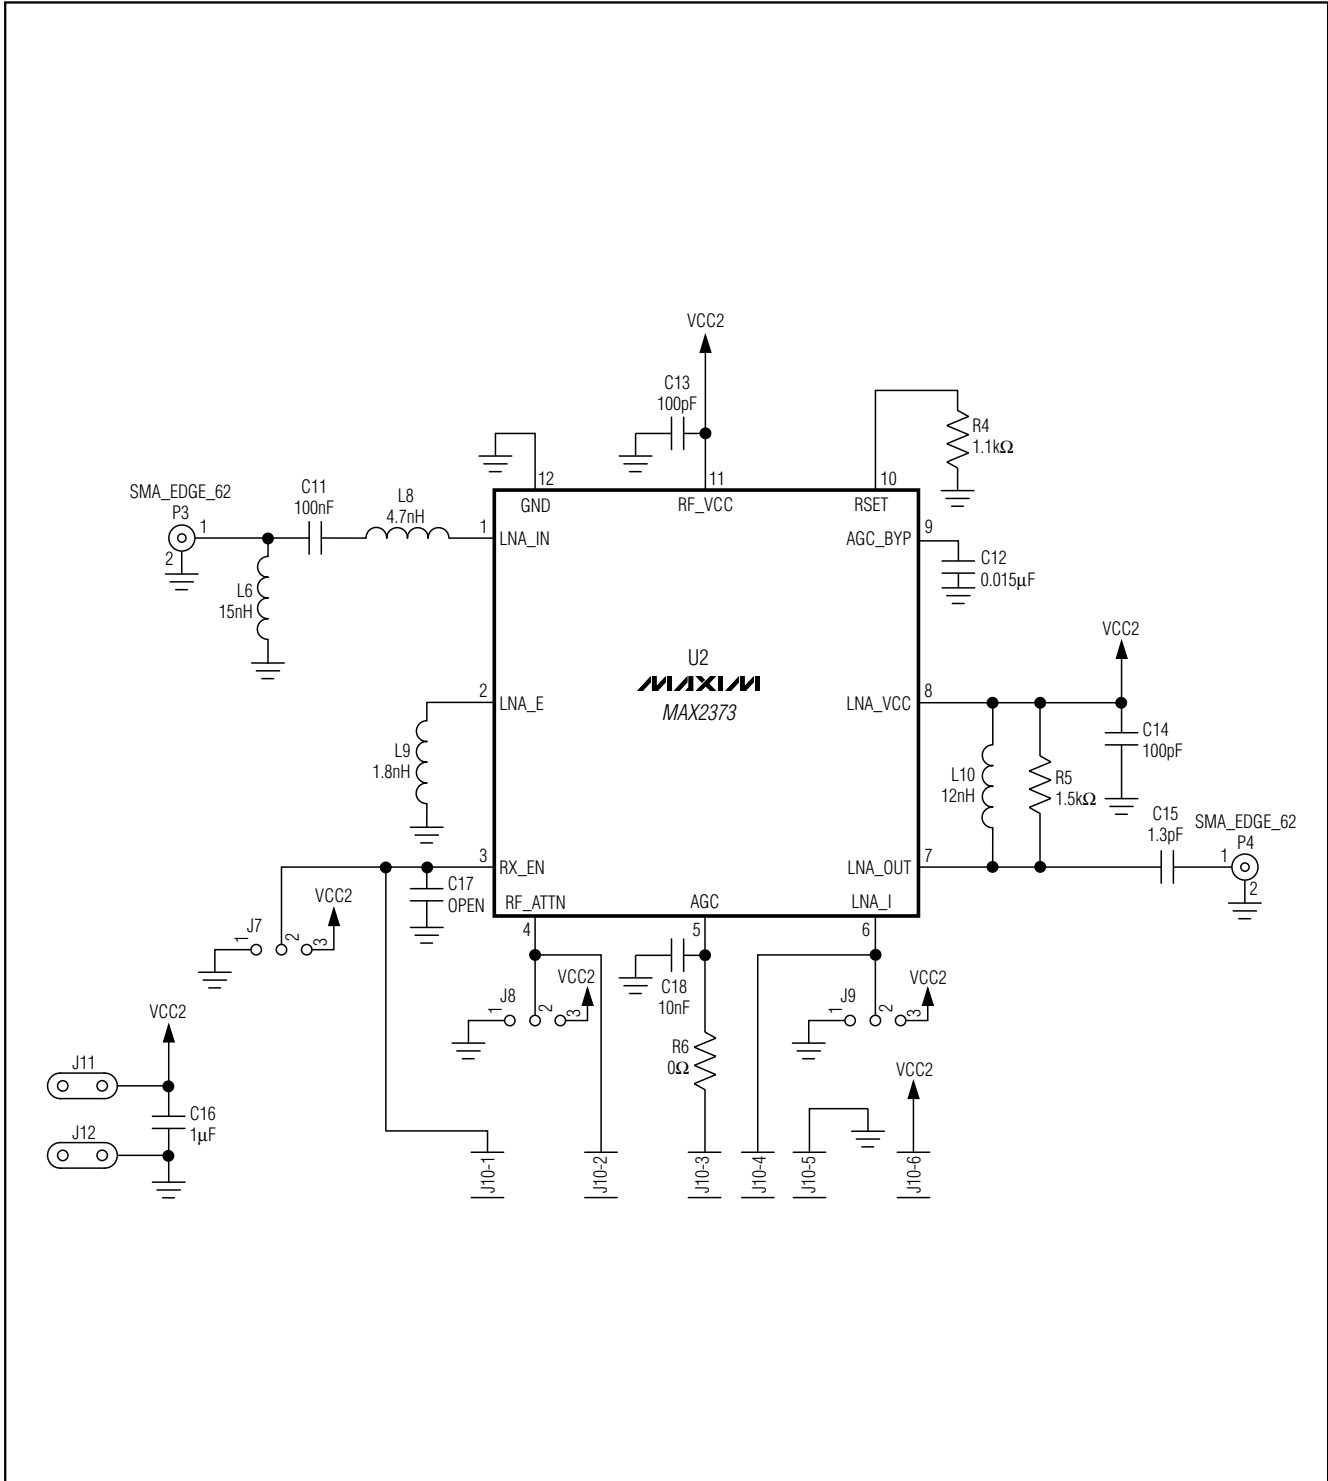 VCC2
C13
100pF
R4
1.1kΩ
12
11
10
SMA_EDGE_62
P3
1
2
C11
100nF
L8
4.7nH
1
GND
RF_VCC
RSET
LNA_IN
AGC_BYP
9
C12
0.015μF
L6
15nH
VCC2
U2
MAXIM
MAX2373
2
LNA_E
LNA_VCC
8
L9
1.8nH
L10
12nH
R5
1.5kΩ
C14
100pF
C15
1.3pF
SMA_EDGE_62
P4
1
2
3
RX_EN
LNA_OUT
7
C17
OPEN
RF_ATTN
AGC
LNA_I
4
5
6
J7
1
2
3
VCC2
J8
1
2
3
VCC2
C18
10nF
J9
1
2
3
VCC2
VCC2
R6
0Ω
VCC2
J11
C16
1μF
J12
J10-1
J10-2
J10-3
J10-4
J10-5
J10-6